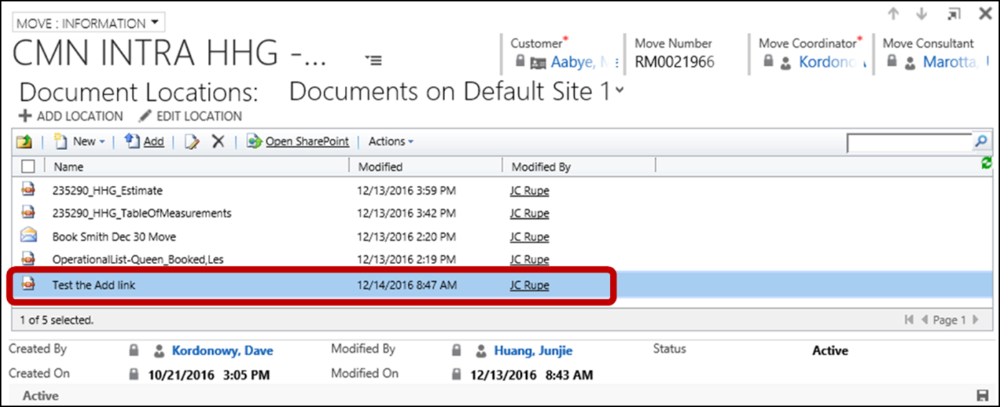 MOVE : INFORMATION
CMN INTRA HHG -...
Customer*
Aabye,
Move Number
RM0021966
Move Coordinator*
Kordono
Move Consultant
Marotta,
Document Locations: Documents on Default Site 1
ADD LOCATION EDIT LOCATION
New Add Open SharePoint Actions
Name Modified Modified By
235290_HHG_Estimate 12/13/2016 3:59 PM JC Rupe
235290_HHG_TableOfMeasurements 12/13/2016 3:42 PM JC Rupe
Book Smith Dec 30 Move 12/13/2016 2:20 PM JC Rupe
OperationalList-Queen_Booked,Les 12/13/2016 2:19 PM JC Rupe
Test the Add link 12/14/2016 8:47 AM JC Rupe
1 of 5 selected. Page 1
Created By Kordonowy, Dave Modified By Huang, Junjie Status Active
Created On 10/21/2016 3:05 PM Modified On 12/13/2016 8:43 AM
Active